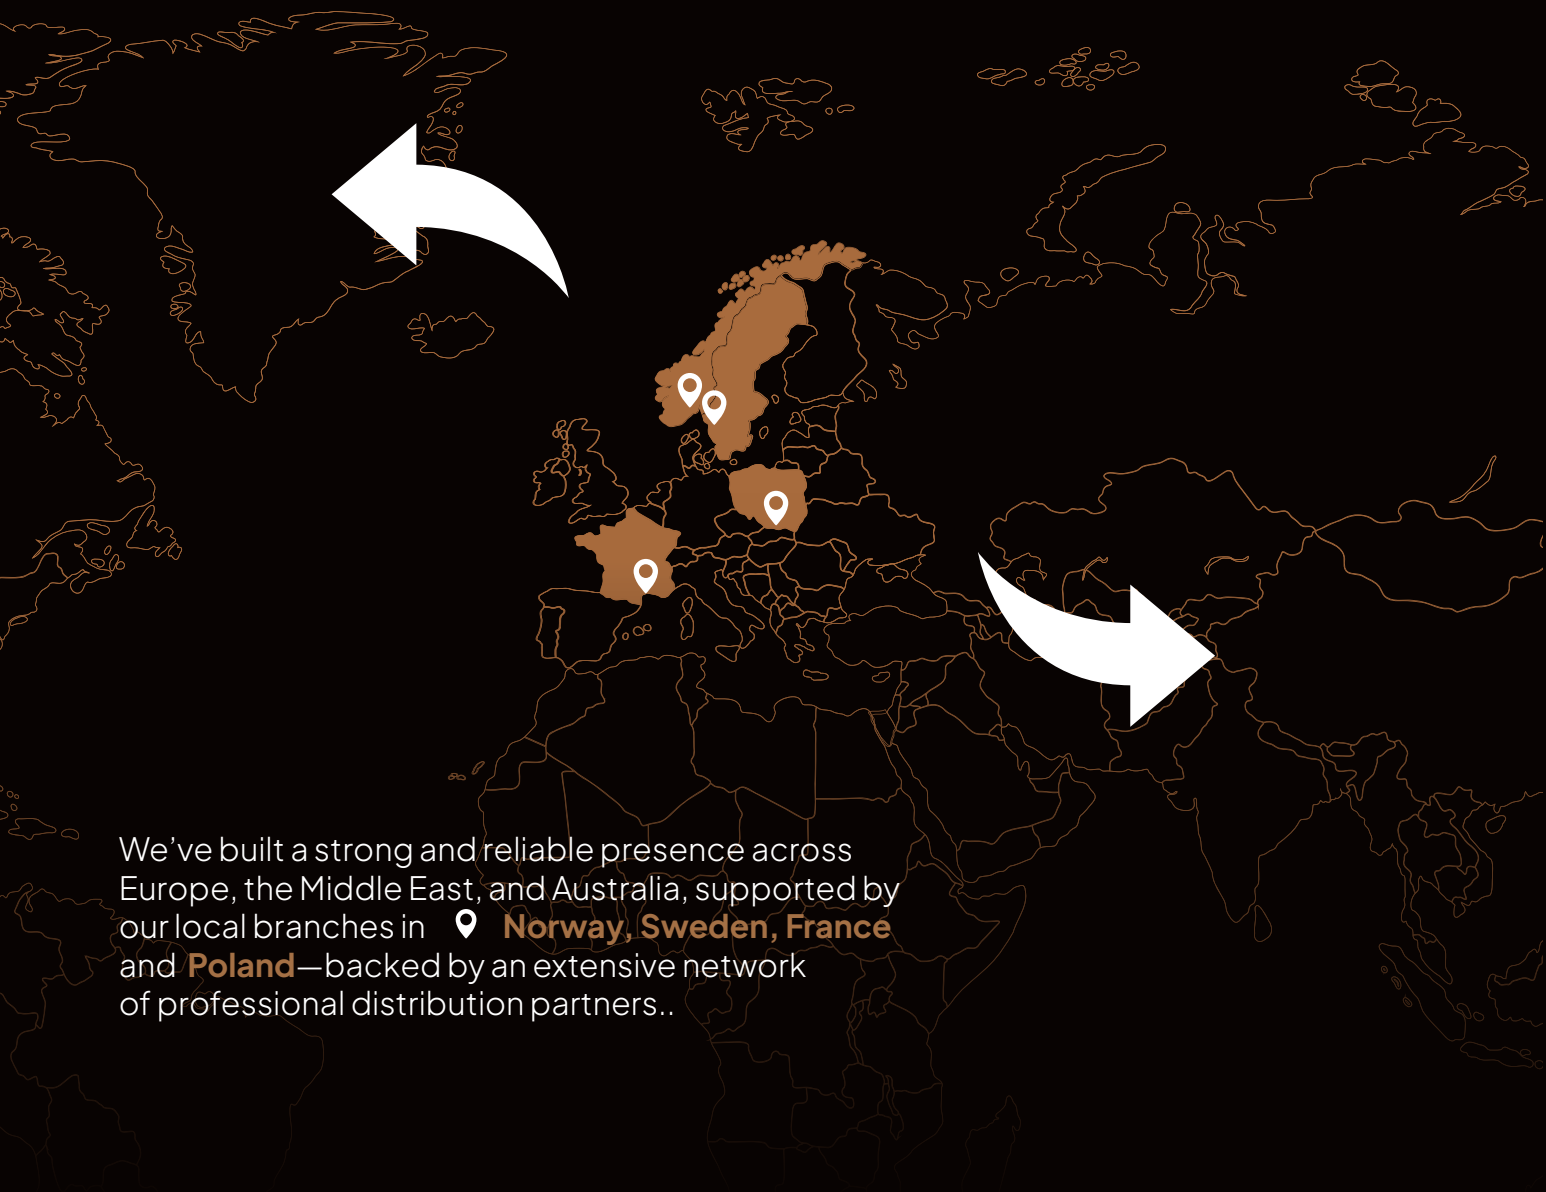 We’ve built a strong and reliable presence across
Europe, the Middle East, and Australia, supported by
our local branches in Norway, Sweden, France
and Poland—backed by an extensive network
of professional distribution partners..